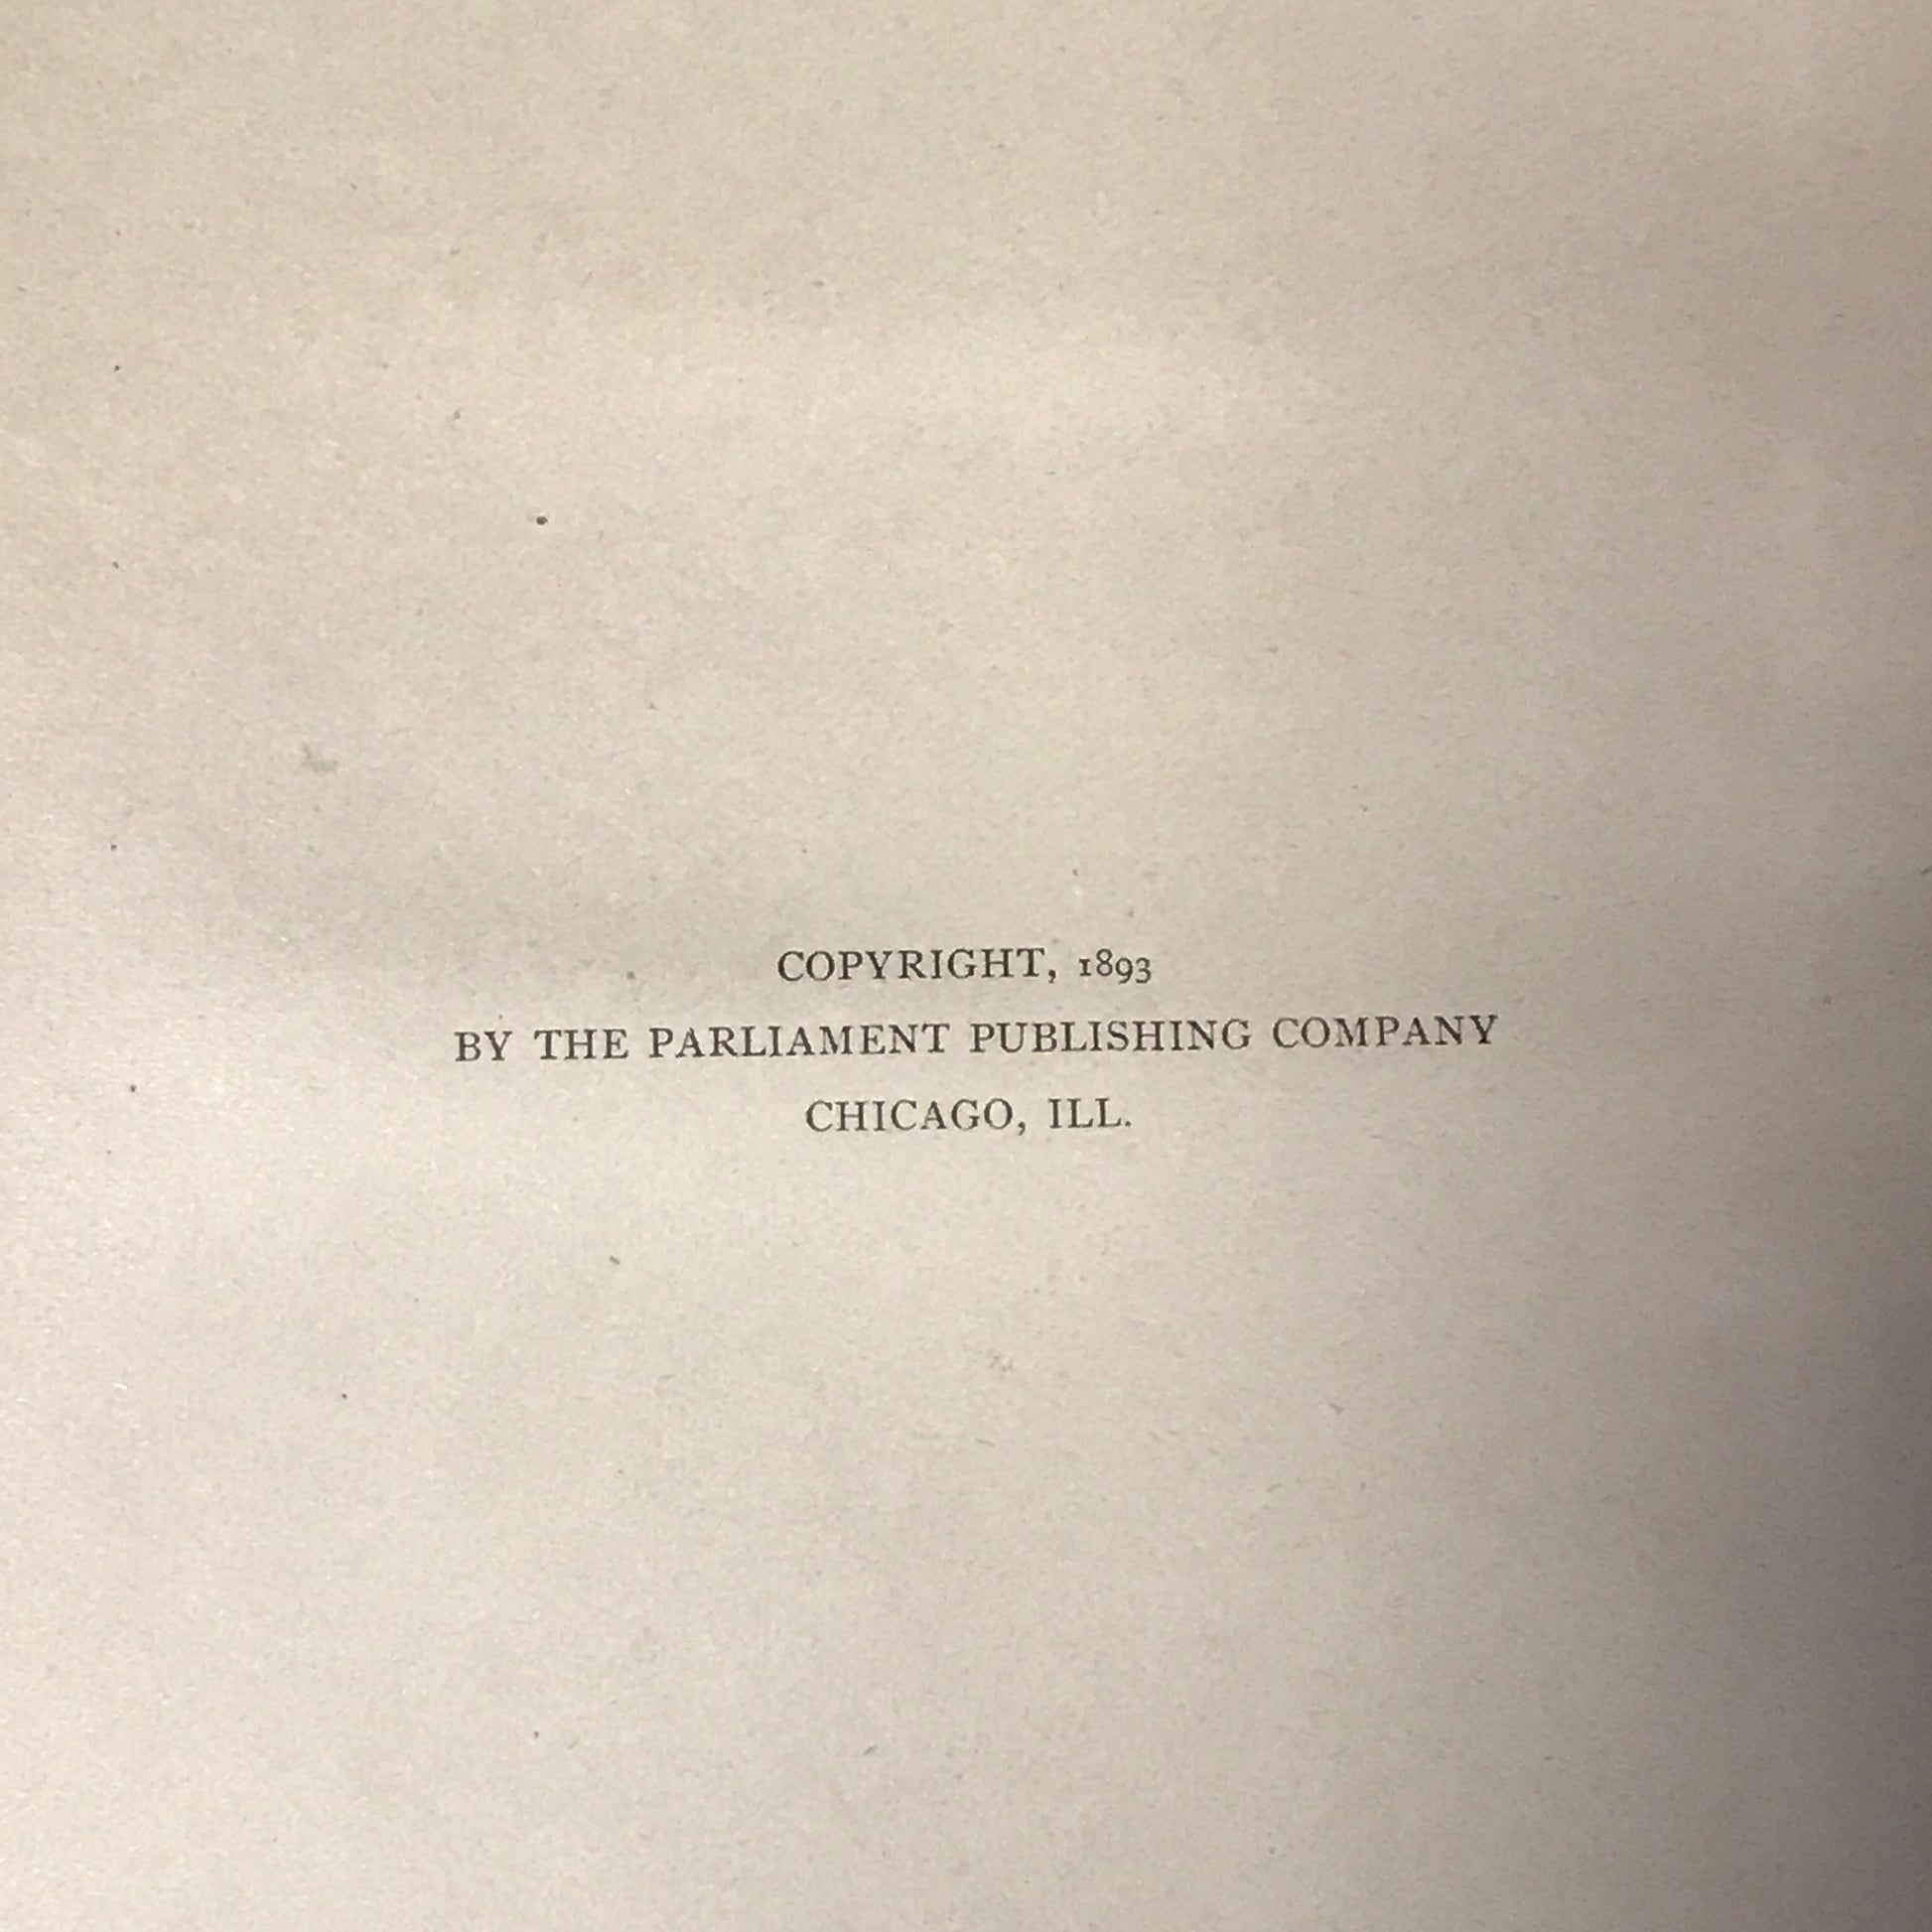 COPYRIGHT, 1893
BY THE PARLIAMENT PUBLISHING COMPANY
CHICAGO, ILL.